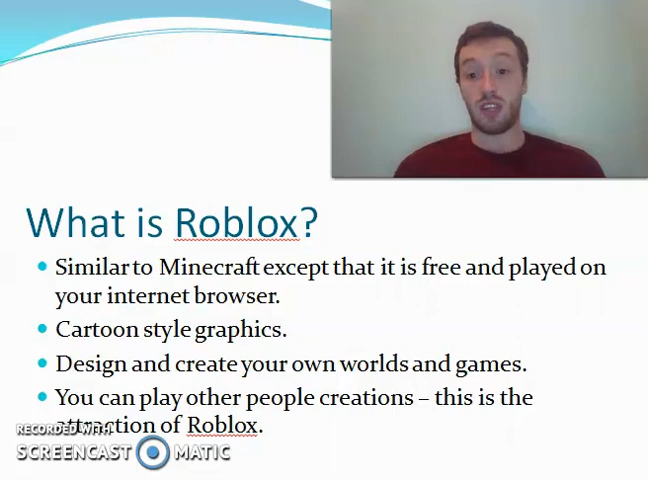 What is Roblox?
Similar to Minecraft except that it is free and played on
your internet browser.
Cartoon style graphics.
Design and create your own worlds and games.
You can play other people creations – this is the
attraction of Roblox.
RECORDED WITH
SCREENCAST MATIC